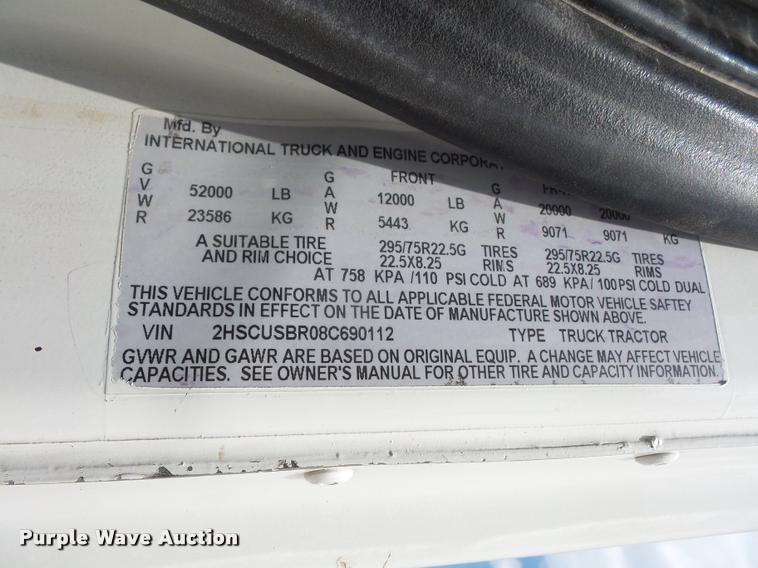 Mfd. By
INTERNATIONAL TRUCK AND ENGINE CORPORAT
G G FRONT G
V 52000 LB A 12000 LB A 20000 20000
W W W
R 23586 KG R 5443 KG R 9071 9071 KG
A SUITABLE TIRE 295/75R22.5G TIRES 295/75R22.5G TIRES
AND RIM CHOICE 22.5X8.25 RIMS 22.5X8.25 RIMS
AT 758 KPA /110 PSI COLD AT 689 KPA/ 100 PSI COLD DUAL
THIS VEHICLE CONFORMS TO ALL APPLICABLE FEDERAL MOTOR VEHICLE SAFTEY
STANDARDS IN EFFECT ON THE DATE OF MANUFACTURE SHOWN ABOVE.
VIN 2HSCUSBR08C690112 TYPE TRUCK TRACTOR
GVWR AND GAWR ARE BASED ON ORIGINAL EQUIP. A CHANGE MAY AFFECT VEHICLE
CAPACITIES. SEE OWNER'S MANUAL FOR OTHER TIRE AND CAPACITY INFORMATION.
Purple Wave Auction